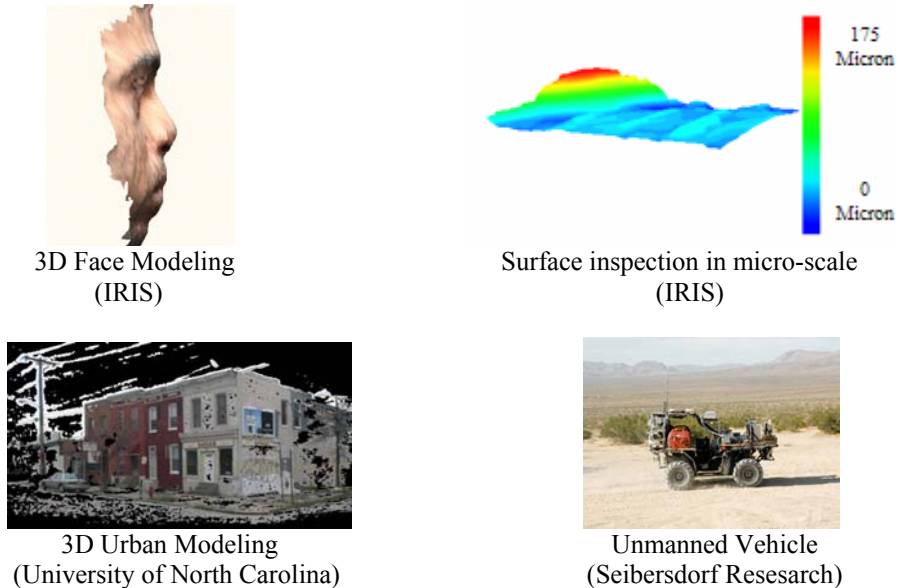 175
Micron
0
Micron
3D Face Modeling
(IRIS)
Surface inspection in micro-scale
(IRIS)
3D Urban Modeling
(University of North Carolina)
Unmanned Vehicle
(Seibersdorf Resesarch)